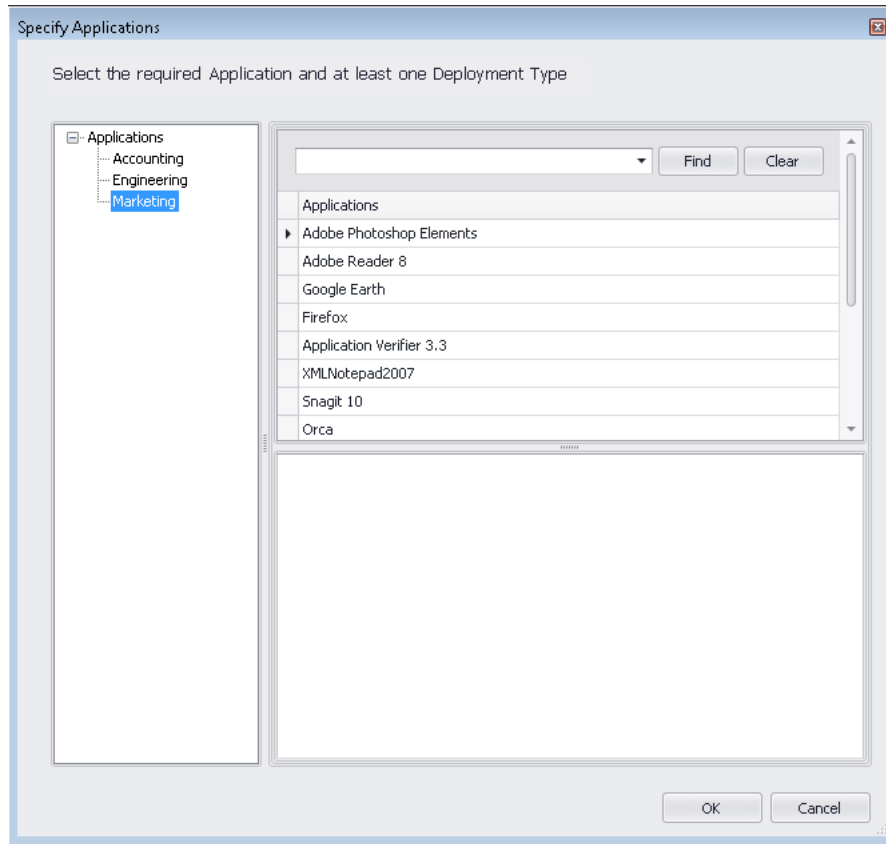 Specify Applications
Select the required Application and at least one Deployment Type
Applications
Accounting
Engineering
Marketing
Find Clear
Applications
Adobe Photoshop Elements
Adobe Reader 8
Google Earth
Firefox
Application Verifier 3.3
XMLNotepad2007
Snagit 10
Orca
OK Cancel